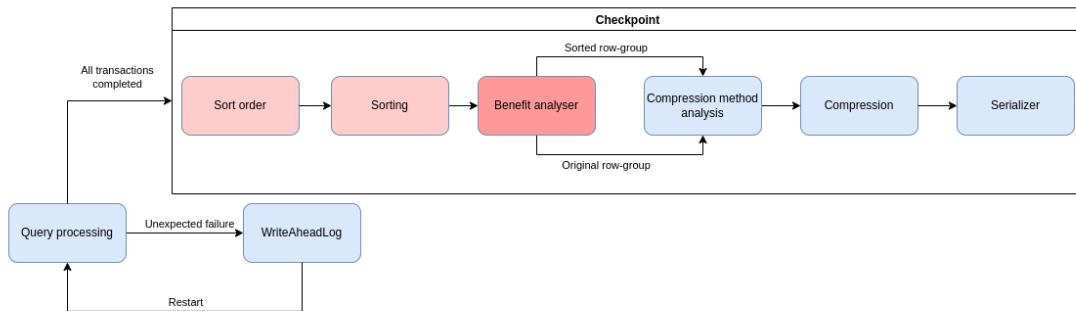 Checkpoint
All transactions
completed
Sorted row-group
Sort order
Sorting
Benefit analyser
Compression method
analysis
Compression
Serializer
Original row-group
Query processing
Unexpected failure
WriteAheadLog
Restart